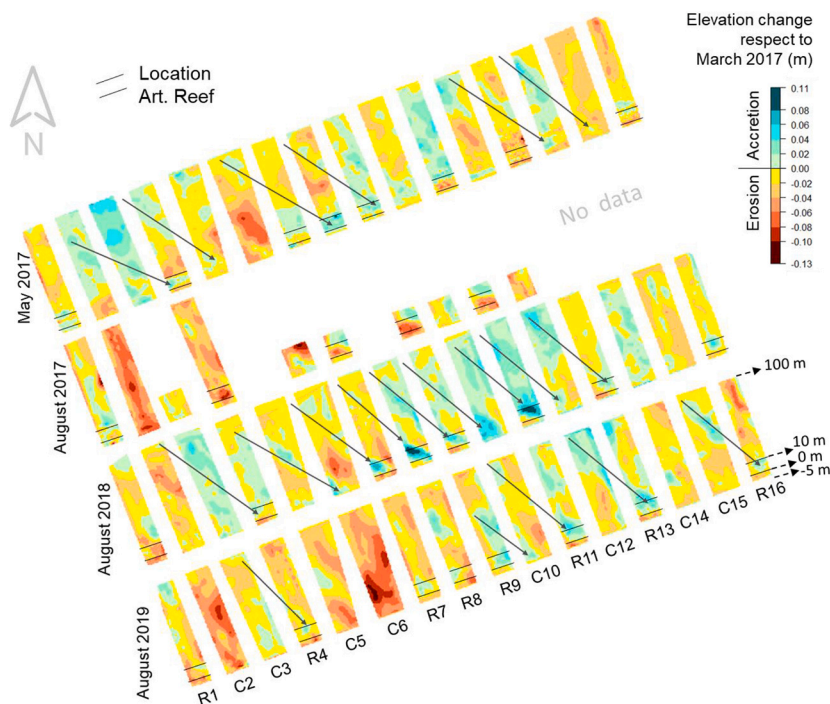 Elevation change
respect to
March 2017 (m)
Location
Art. Reef
N
Accretion
Erosion
0.11
0.08
0.06
0.04
0.02
0.00
-0.02
-0.04
-0.06
-0.08
-0.10
-0.13
No data
May 2017
August 2017
August 2018
August 2019
100 m
10 m
0 m
-5 m
R1
C2
C3
R4
C5
C6
R7
R8
R9
C10
R11
C12
R13
C14
C15
R16